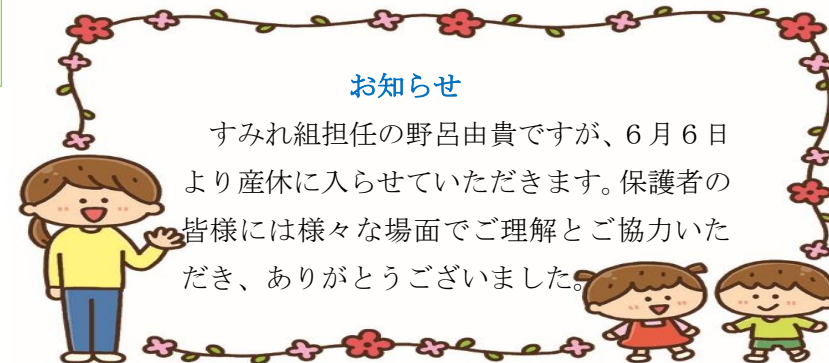 お知らせ
　すみれ組担任の野呂由貴ですが、６月６日
より産休に入らせていただきます。保護者の
皆様には様々な場面でご理解とご協力いた
だき、ありがとうございました。